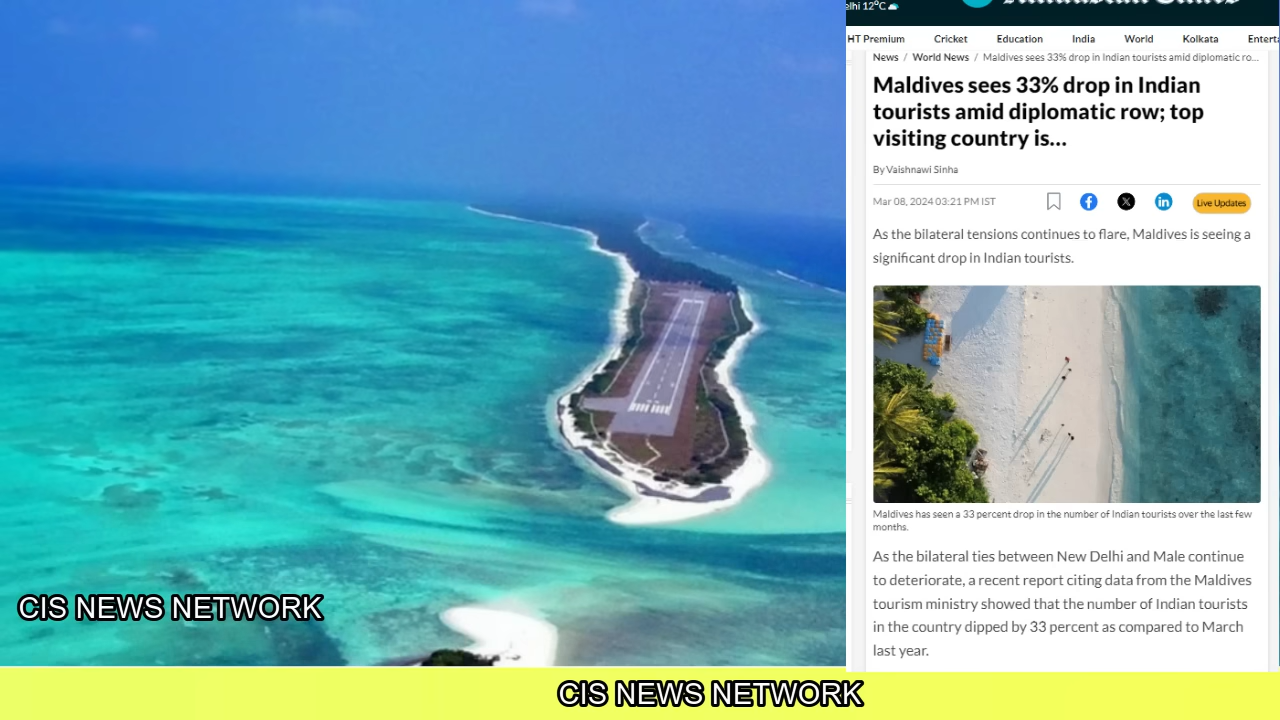 CIS NEWS NETWORK
12°C
HT Premium Cricket Education India World Kolkata
News / World News / Maldives sees 33% drop in Indian tourists amid diplomatic ro...
Maldives sees 33% drop in Indian
tourists amid diplomatic row; top
visiting country is...
By Vaishnawi Sinha
Mar 08, 2024 03:21 PM IST
Live Updates
As the bilateral tensions continues to flare, Maldives is seeing a
significant drop in Indian tourists.
Maldives has seen a 33 percent drop in the number of Indian tourists over the last few
months.
As the bilateral ties between New Delhi and Male continue
to deteriorate, a recent report citing data from the Maldives
tourism ministry showed that the number of Indian tourists
in the country dipped by 33 percent as compared to March
last year.
CIS NEWS NETWORK